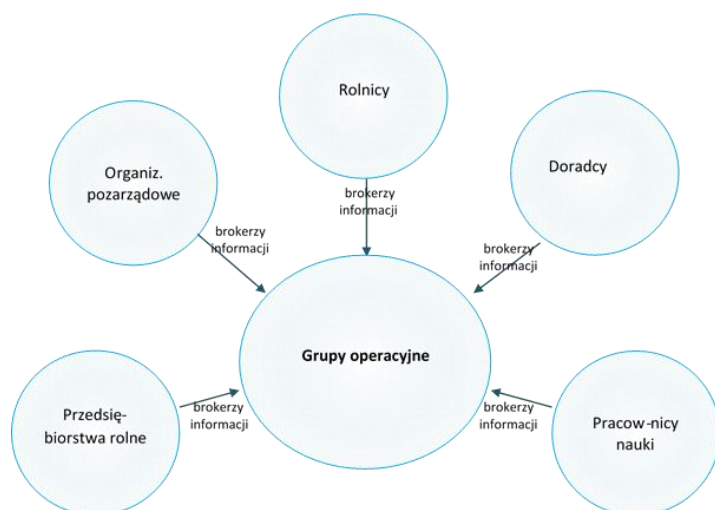 Rolnicy
Organiz.
pozarządowe
Doradcy
brokerzy
informacji
brokerzy
informacji
brokerzy
informacji
Grupy operacyjne
Przedsię-
biorstwa rolne
brokerzy
informacji
brokerzy
informacji
Pracow-nicy
nauki